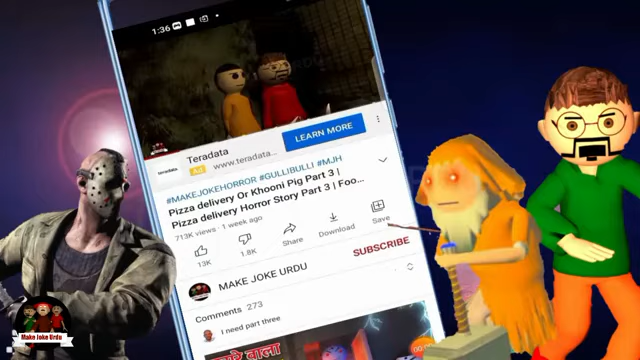 1:36
LEARN MORE
Teradata
teradata.
Ad www.teradata...
#MAKEJOKEHORROR #GULLIBULLI #MJH
Pizza delivery Or Khooni Pig Part 3 |
Pizza delivery Horror Story Part 3 | Foo...
713K views · 1 week ago
13K
1.8K
Share
Download
Save
MAKE JOKE URDU
SUBSCRIBE
Comments 273
I need part three
Make Joke Urdu